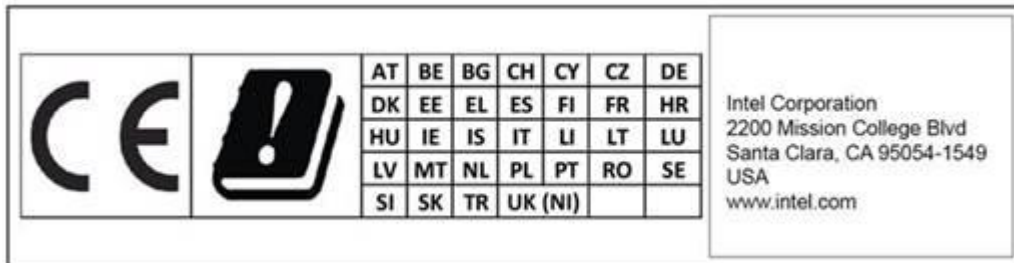 CE
!
AT BE BG CH CY CZ DE
DK EE EL ES FI FR HR
HU IE IS IT LI LT LU
LV MT NL PL PT RO SE
SI SK TR UK (NI)
Intel Corporation
2200 Mission College Blvd
Santa Clara, CA 95054-1549
USA
www.intel.com